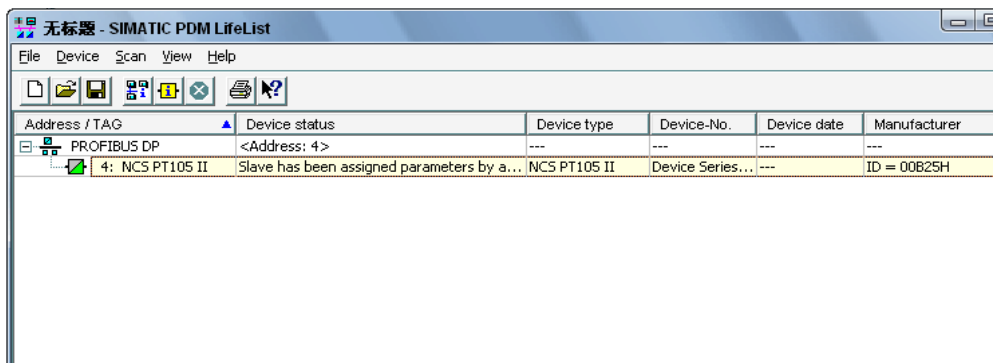 无标题 - SIMATIC PDM LifeList
File Device Scan View Help
Address / TAG Device status Device type Device-No. Device date Manufacturer
PROFIBUS DP <Address: 4> --- --- --- ---
4: NCS PT105 II Slave has been assigned parameters by a... NCS PT105 II Device Series... --- ID = 00B25H